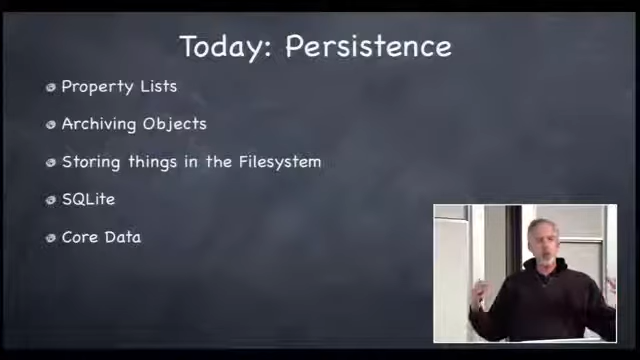 Today: Persistence
Property Lists
Archiving Objects
Storing things in the Filesystem
SQLite
Core Data